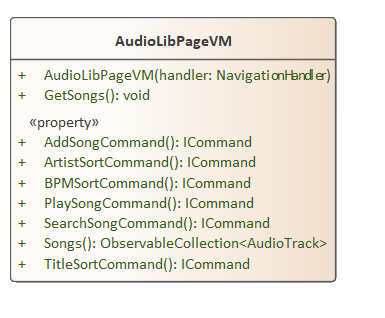 AudioLibPageVM
+ AudioLibPageVM(handler: NavigationHandler)
+ GetSongs(): void
«property»
+ AddSongCommand(): ICommand
+ ArtistSortCommand(): ICommand
+ BPMSortCommand(): ICommand
+ PlaySongCommand(): ICommand
+ SearchSongCommand(): ICommand
+ Songs(): ObservableCollection<AudioTrack>
+ TitleSortCommand(): ICommand